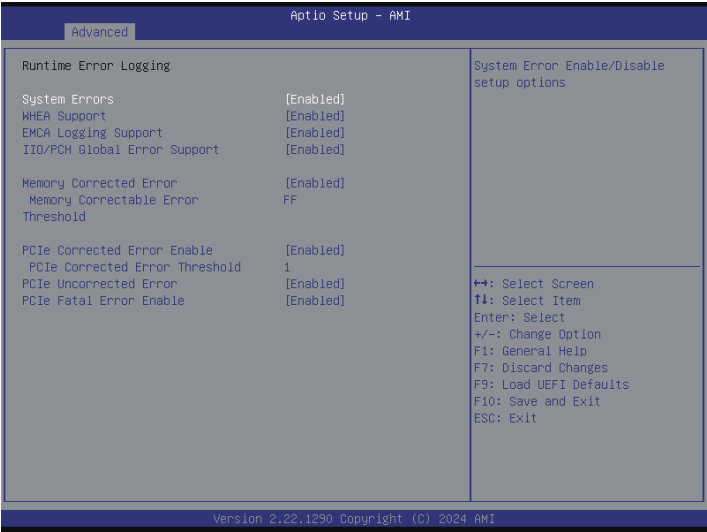 Aptio Setup – AMI
Advanced
Runtime Error Logging
System Errors [Enabled]
WHEA Support [Enabled]
EMCA Logging Support [Enabled]
IIO/PCH Global Error Support [Enabled]
Memory Corrected Error [Enabled]
Memory Correctable Error FF
Threshold
PCIe Corrected Error Enable [Enabled]
PCIe Corrected Error Threshold 1
PCIe Uncorrected Error [Enabled]
PCIe Fatal Error Enable [Enabled]
System Error Enable/Disable
setup options
↔: Select Screen
↑↓: Select Item
Enter: Select
+/-: Change Option
F1: General Help
F7: Discard Changes
F9: Load UEFI Defaults
F10: Save and Exit
ESC: Exit
Version 2.22.1290 Copyright (C) 2024 AMI